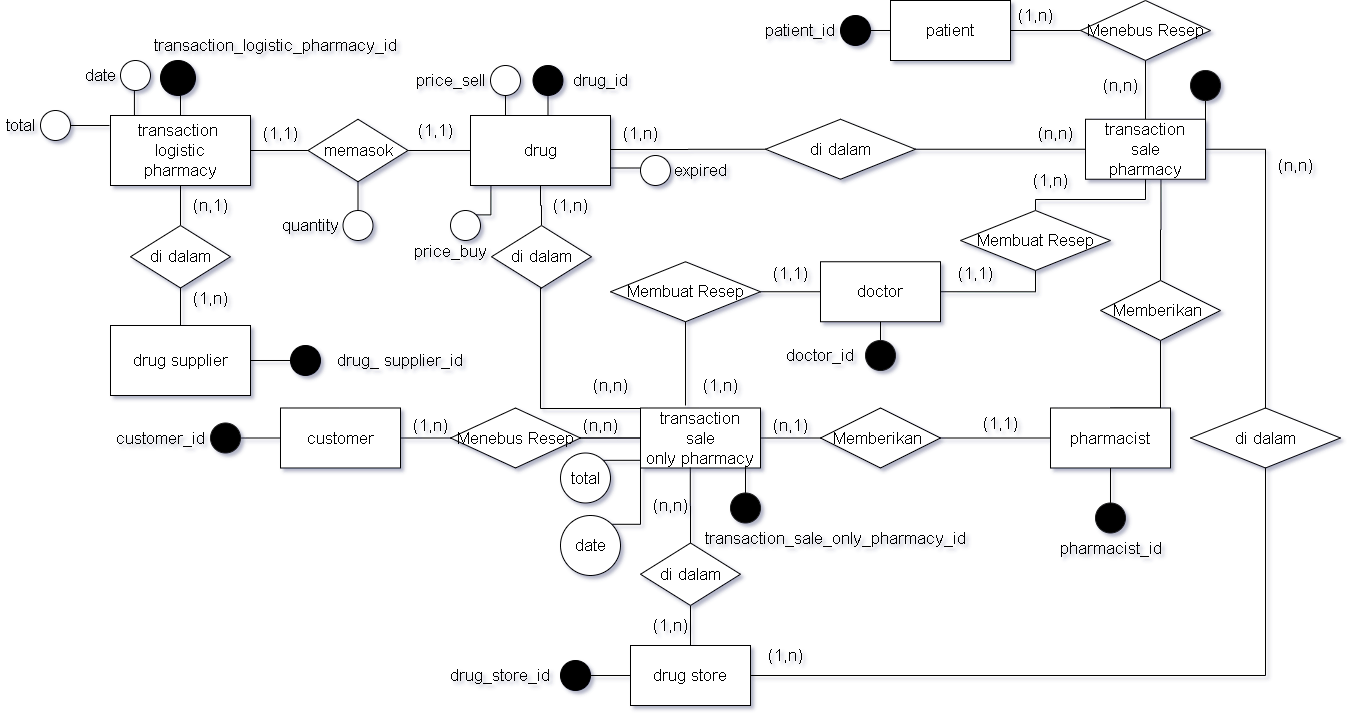 patient_id
patient
(1,n)
Menebus Resep
transaction_logistic_pharmacy_id
date
total
transaction
logistic
pharmacy
(1,1)
memasok
(1,1)
quantity
price_sell
drug_id
drug
expired
price_buy
(1,n)
di dalam
(n,n)
(n,n)
transaction
sale
pharmacy
(n,n)
(n,1)
di dalam
(1,n)
drug supplier
drug_ supplier_id
(1,n)
di dalam
(1,n)
Membuat Resep
Membuat Resep
(1,1)
doctor
(1,1)
doctor_id
Memberikan
(n,n)
(1,n)
customer_id
customer
(1,n)
Menebus Resep
(n,n)
transaction
sale
only pharmacy
(n,1)
Memberikan
(1,1)
pharmacist
di dalam
total
date
(n,n)
transaction_sale_only_pharmacy_id
pharmacist_id
di dalam
(1,n)
drug_store_id
drug store
(1,n)